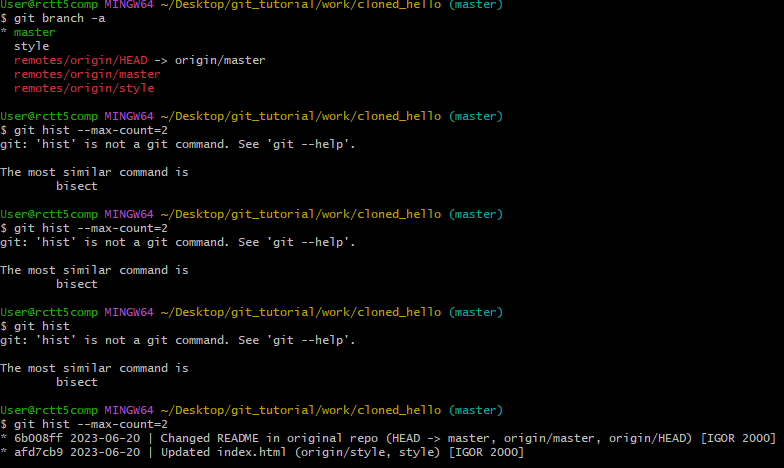 User@rctt5comp MINGW64 ~/Desktop/git_tutorial/work/cloned_hello (master)
$ git branch -a
* master
  style
  remotes/origin/HEAD -> origin/master
  remotes/origin/master
  remotes/origin/style

User@rctt5comp MINGW64 ~/Desktop/git_tutorial/work/cloned_hello (master)
$ git hist --max-count=2
git: 'hist' is not a git command. See 'git --help'.

The most similar command is
        bisect

User@rctt5comp MINGW64 ~/Desktop/git_tutorial/work/cloned_hello (master)
$ git hist --max-count=2
git: 'hist' is not a git command. See 'git --help'.

The most similar command is
        bisect

User@rctt5comp MINGW64 ~/Desktop/git_tutorial/work/cloned_hello (master)
$ git hist
git: 'hist' is not a git command. See 'git --help'.

The most similar command is
        bisect

User@rctt5comp MINGW64 ~/Desktop/git_tutorial/work/cloned_hello (master)
$ git hist --max-count=2
* 6b008ff 2023-06-20 | Changed README in original repo (HEAD -> master, origin/master, origin/HEAD) [IGOR 2000]
* afd7cb9 2023-06-20 | Updated index.html (origin/style, style) [IGOR 2000]